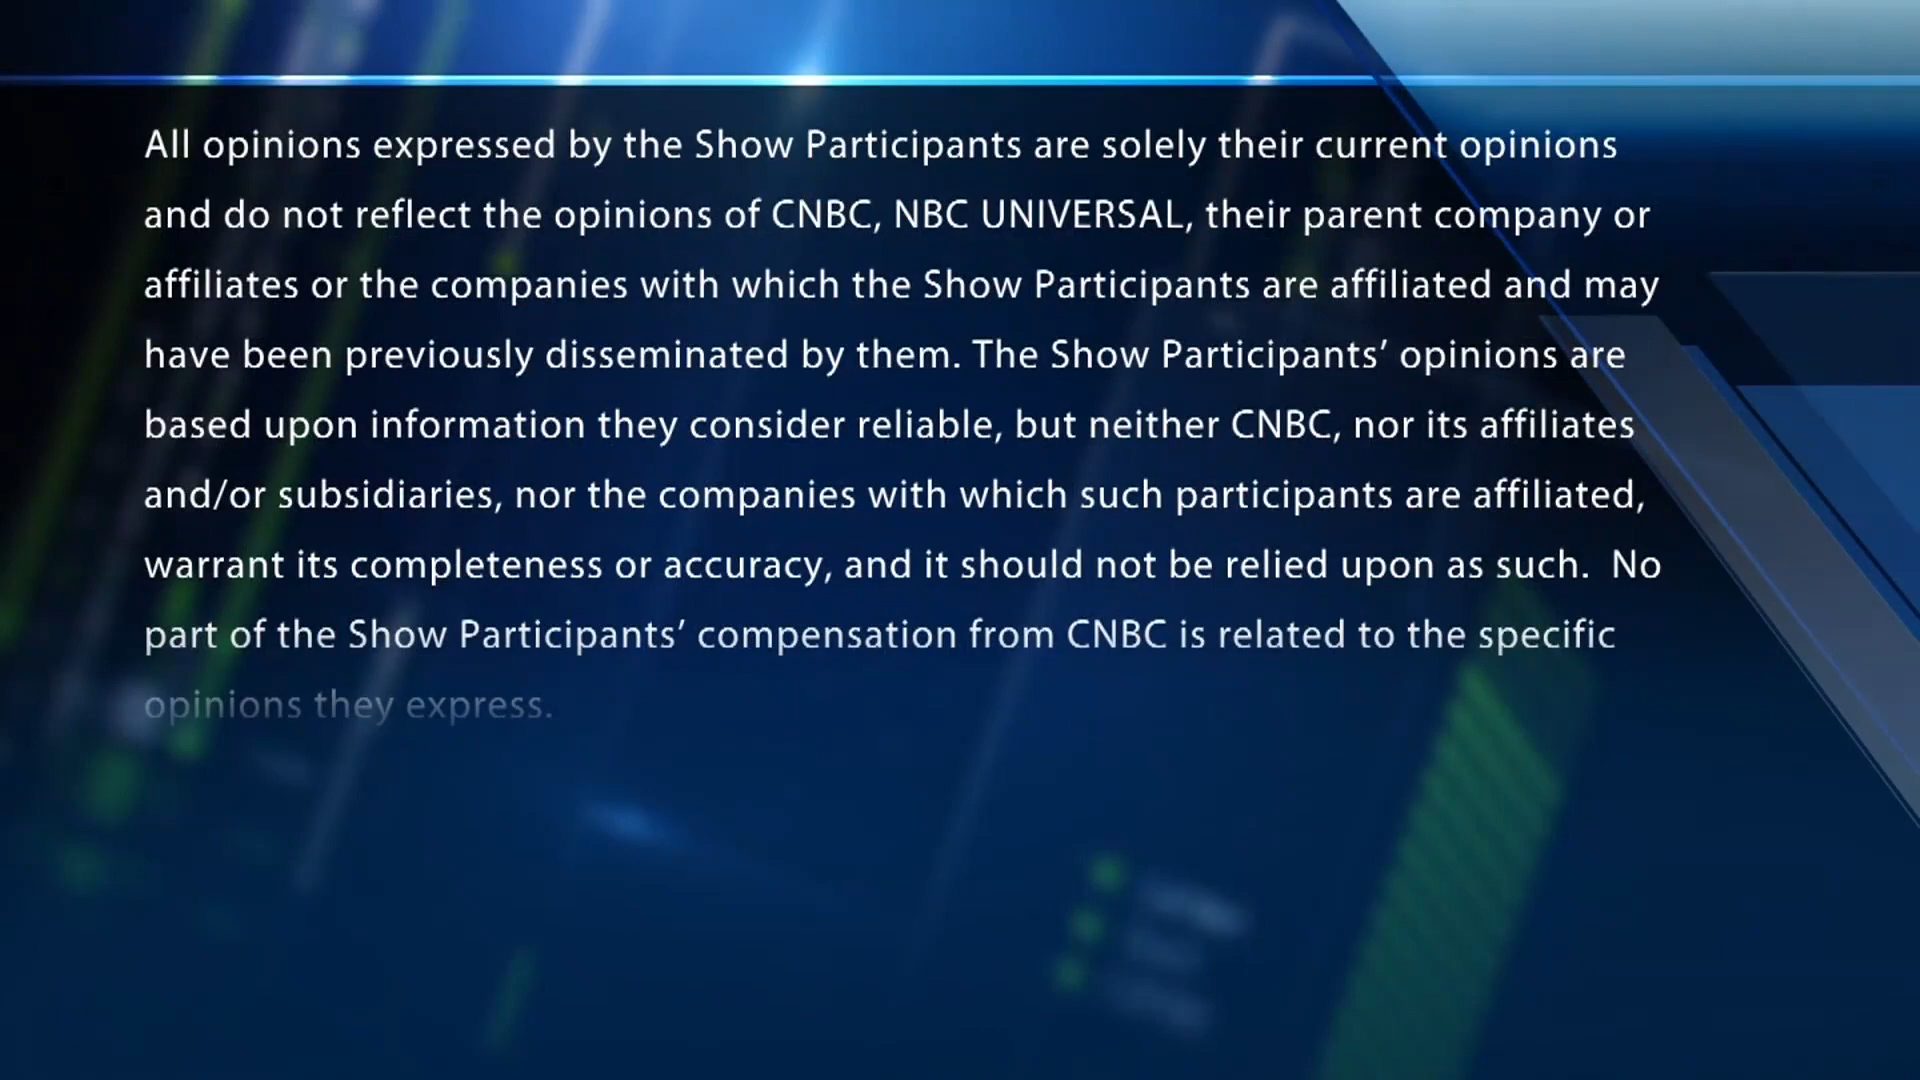 All opinions expressed by the Show Participants are solely their current opinions
and do not reflect the opinions of CNBC, NBC UNIVERSAL, their parent company or
affiliates or the companies with which the Show Participants are affiliated and may
have been previously disseminated by them. The Show Participants’ opinions are
based upon information they consider reliable, but neither CNBC, nor its affiliates
and/or subsidiaries, nor the companies with which such participants are affiliated,
warrant its completeness or accuracy, and it should not be relied upon as such.  No
part of the Show Participants’ compensation from CNBC is related to the specific
opinions they express.